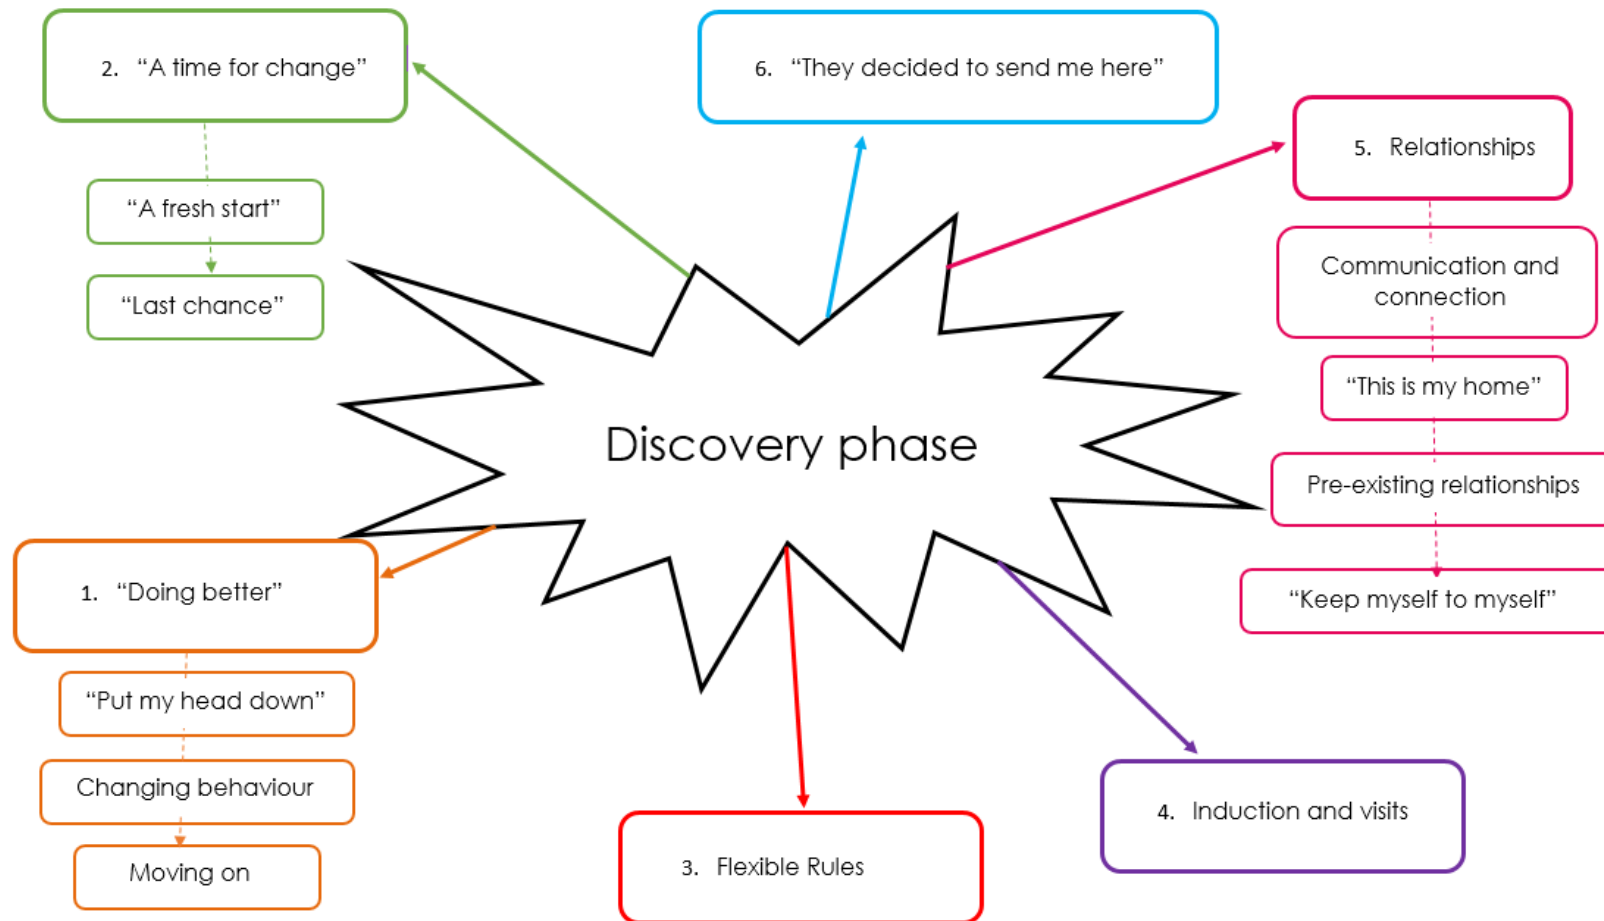 2. “A time for change”
“A fresh start”
“Last chance”
6. “They decided to send me here”
5. Relationships
Communication and
connection
“This is my home”
Pre-existing relationships
“Keep myself to myself”
Discovery phase
1. “Doing better”
“Put my head down”
Changing behaviour
Moving on
3. Flexible Rules
4. Induction and visits